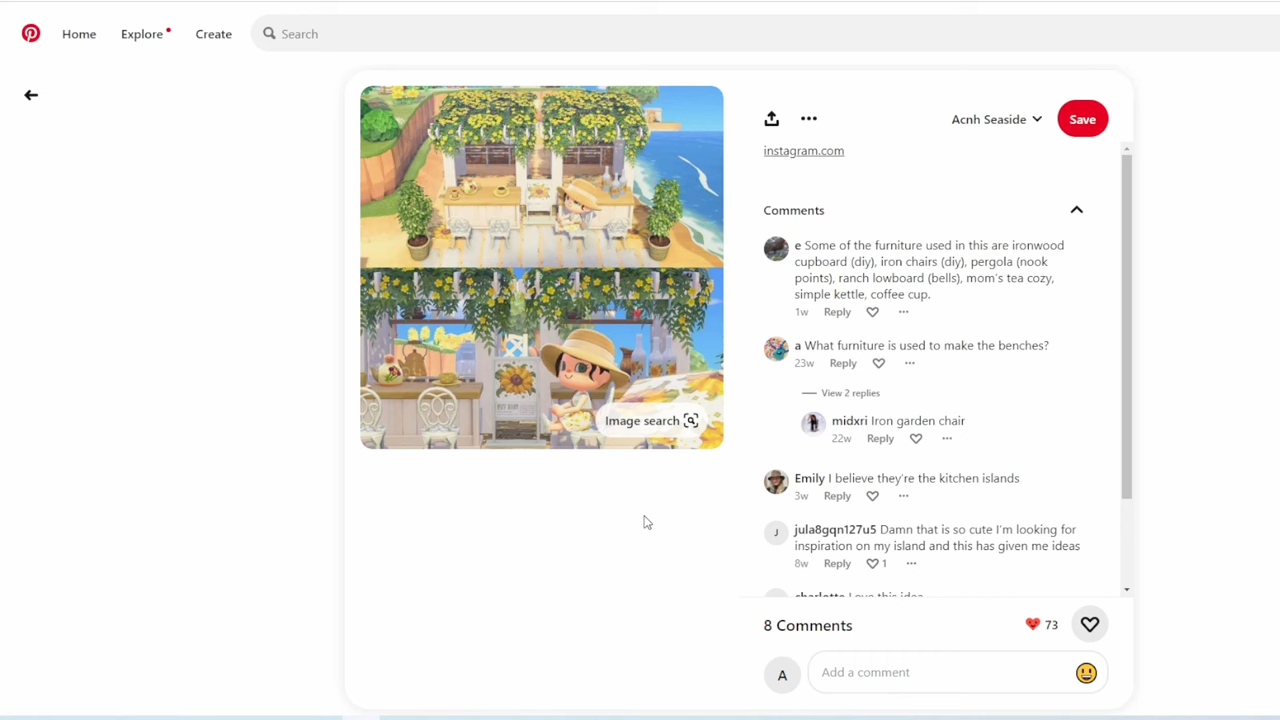 Home Explore Create Search
Acnh Seaside Save
instagram.com
Comments
e Some of the furniture used in this are ironwood
cupboard (diy), iron chairs (diy), pergola (nook
points), ranch lowboard (bells), mom's tea cozy,
simple kettle, coffee cup.
1w Reply
a What furniture is used to make the benches?
23w Reply
View 2 replies
midxri Iron garden chair
22w Reply
Image search
Emily I believe they're the kitchen islands
3w Reply
J jula8gqn127u5 Damn that is so cute I'm looking for
inspiration on my island and this has given me ideas
8w Reply 1
charlotte Love this idea
8 Comments 73
A Add a comment